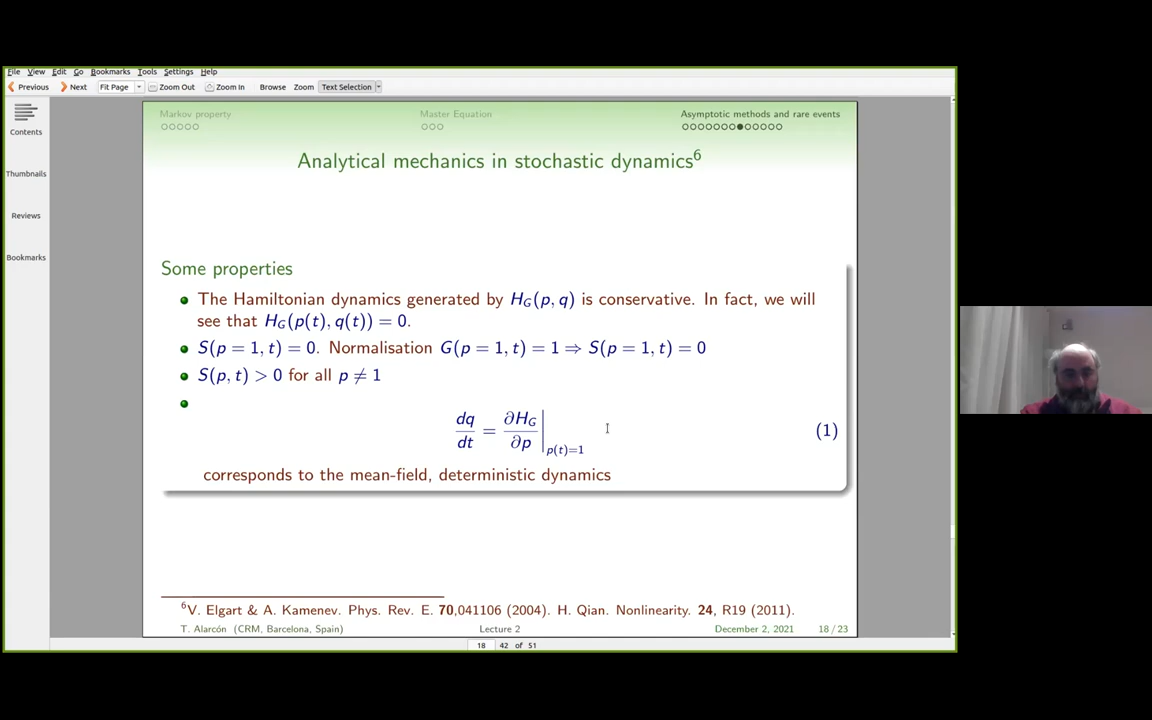 File View Edit Go Bookmarks Tools Settings Help
Previous Next Fit Page Zoom Out Zoom In Browse Zoom Text Selection
Contents
Thumbnails
Reviews
Bookmarks
Markov property Master Equation Asymptotic methods and rare events
Analytical mechanics in stochastic dynamics⁶
Some properties
The Hamiltonian dynamics generated by H_G(p, q) is conservative. In fact, we will
see that H_G(p(t), q(t)) = 0.
S(p = 1, t) = 0. Normalisation G(p = 1, t) = 1 ⇒ S(p = 1, t) = 0
S(p, t) > 0 for all p ≠ 1
dq/dt = ∂H_G/∂p |_{p(t)=1} (1)
corresponds to the mean-field, deterministic dynamics
⁶V. Elgart & A. Kamenev. Phys. Rev. E. 70,041106 (2004). H. Qian. Nonlinearity. 24, R19 (2011).
T. Alarcón (CRM, Barcelona, Spain) Lecture 2 December 2, 2021 18 / 23
18 42 of 51